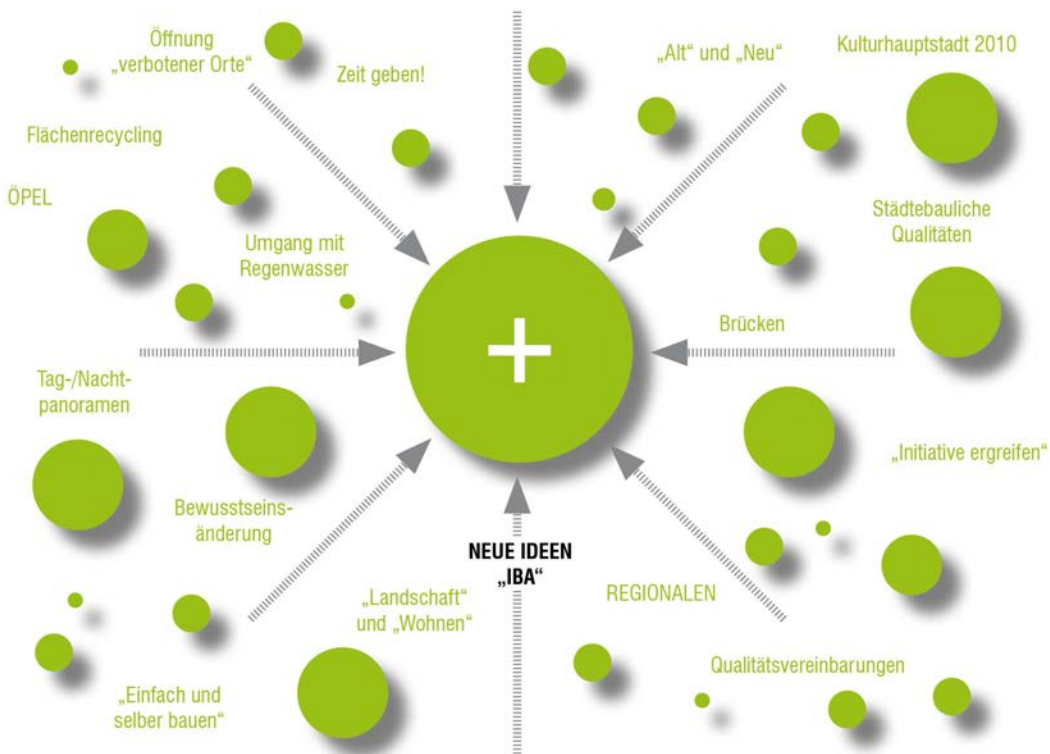 Öffnung
„verbotener Orte“
Zeit geben!
„Alt“ und „Neu“
Kulturhauptstadt 2010
Flächenrecycling
ÖPEL
Umgang mit
Regenwasser
Städtebauliche
Qualitäten
Brücken
Tag-/Nacht-
panoramen
„Initiative ergreifen“
Bewusstseins-
änderung
NEUE IDEEN
„IBA“
„Landschaft“
und „Wohnen“
REGIONALEN
Qualitätsvereinbarungen
„Einfach und
selber bauen“